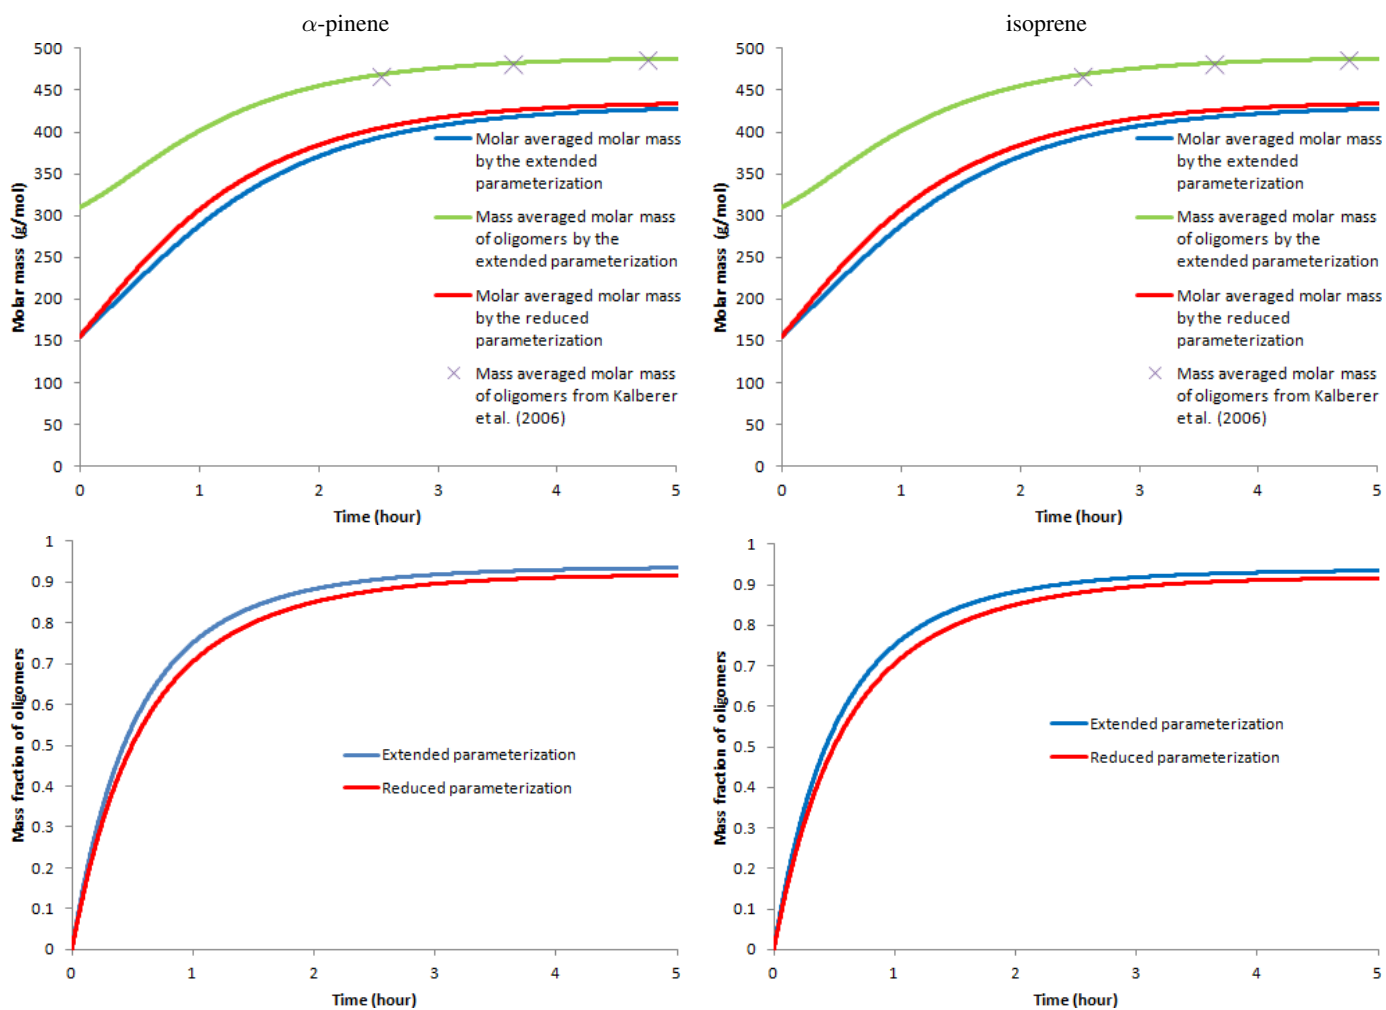 α-pinene
500
450
400
350
300
250
200
150
100
50
0
Molar mass (g/mol)
0 1 2 3 4 5
Time (hour)
Molar averaged molar mass
by the extended
parameterization
Mass averaged molar mass
of oligomers by the
extended parameterization
Molar averaged molar mass
by the reduced
parameterization
Mass averaged molar mass
of oligomers from Kalberer
et al. (2006)
isoprene
500
450
400
350
300
250
200
150
100
50
0
Molar mass (g/mol)
0 1 2 3 4 5
Time (hour)
Molar averaged molar mass
by the extended
parameterization
Mass averaged molar mass
of oligomers by the
extended parameterization
Molar averaged molar mass
by the reduced
parameterization
Mass averaged molar mass
of oligomers from Kalberer
et al. (2006)
1
0.9
0.8
0.7
0.6
0.5
0.4
0.3
0.2
0.1
0
Mass fraction of oligomers
0 1 2 3 4 5
Time (hour)
Extended parameterization
Reduced parameterization
1
0.9
0.8
0.7
0.6
0.5
0.4
0.3
0.2
0.1
0
Mass fraction of oligomers
0 1 2 3 4 5
Time (hour)
Extended parameterization
Reduced parameterization